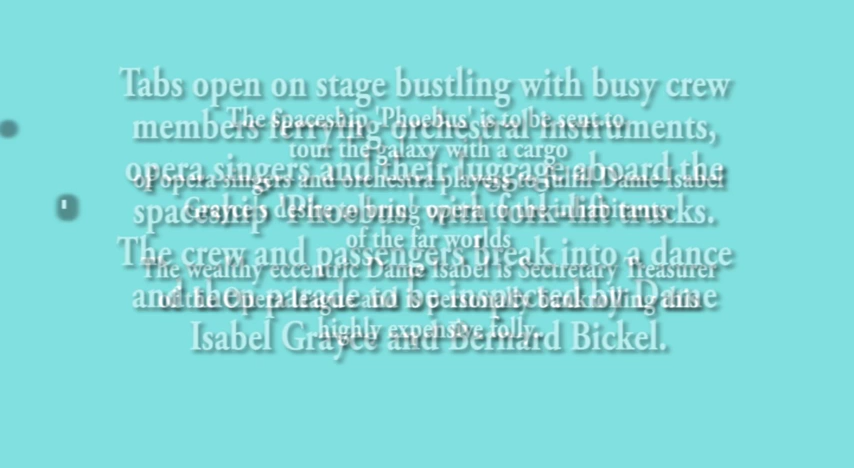 Tabs open on stage bustling with busy crew
members ferrying orchestral instruments,
opera singers and their luggage aboard the
spaceship 'Phoebus' with fork-lift trucks.
The crew and passengers break into a dance
and then parade to be inspected by Dame
Isabel Grayce and Bernard Bickel.
The spaceship 'Phoebus' is to be sent to
tour the galaxy with a cargo
of opera singers and orchestra players to fulfil Dame Isabel
Grayce's desire to bring opera to the inhabitants
of the far worlds
The wealthy eccentric Dame Isabel is Secretary Treasurer
of the Opera league and is personally bankrolling this
highly expensive folly.